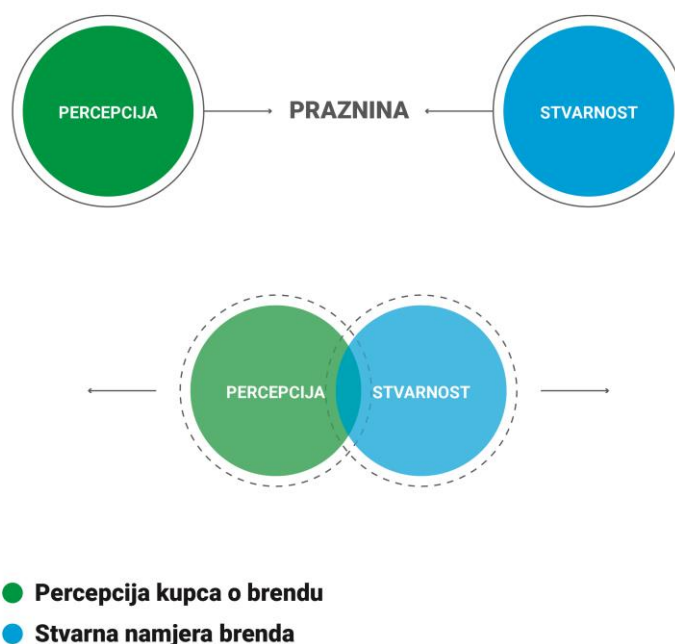 PERCEPCIJA
PRAZNINA
STVARNOST
PERCEPCIJA
STVARNOST
Percepcija kupca o brendu
Stvarna namjera brenda